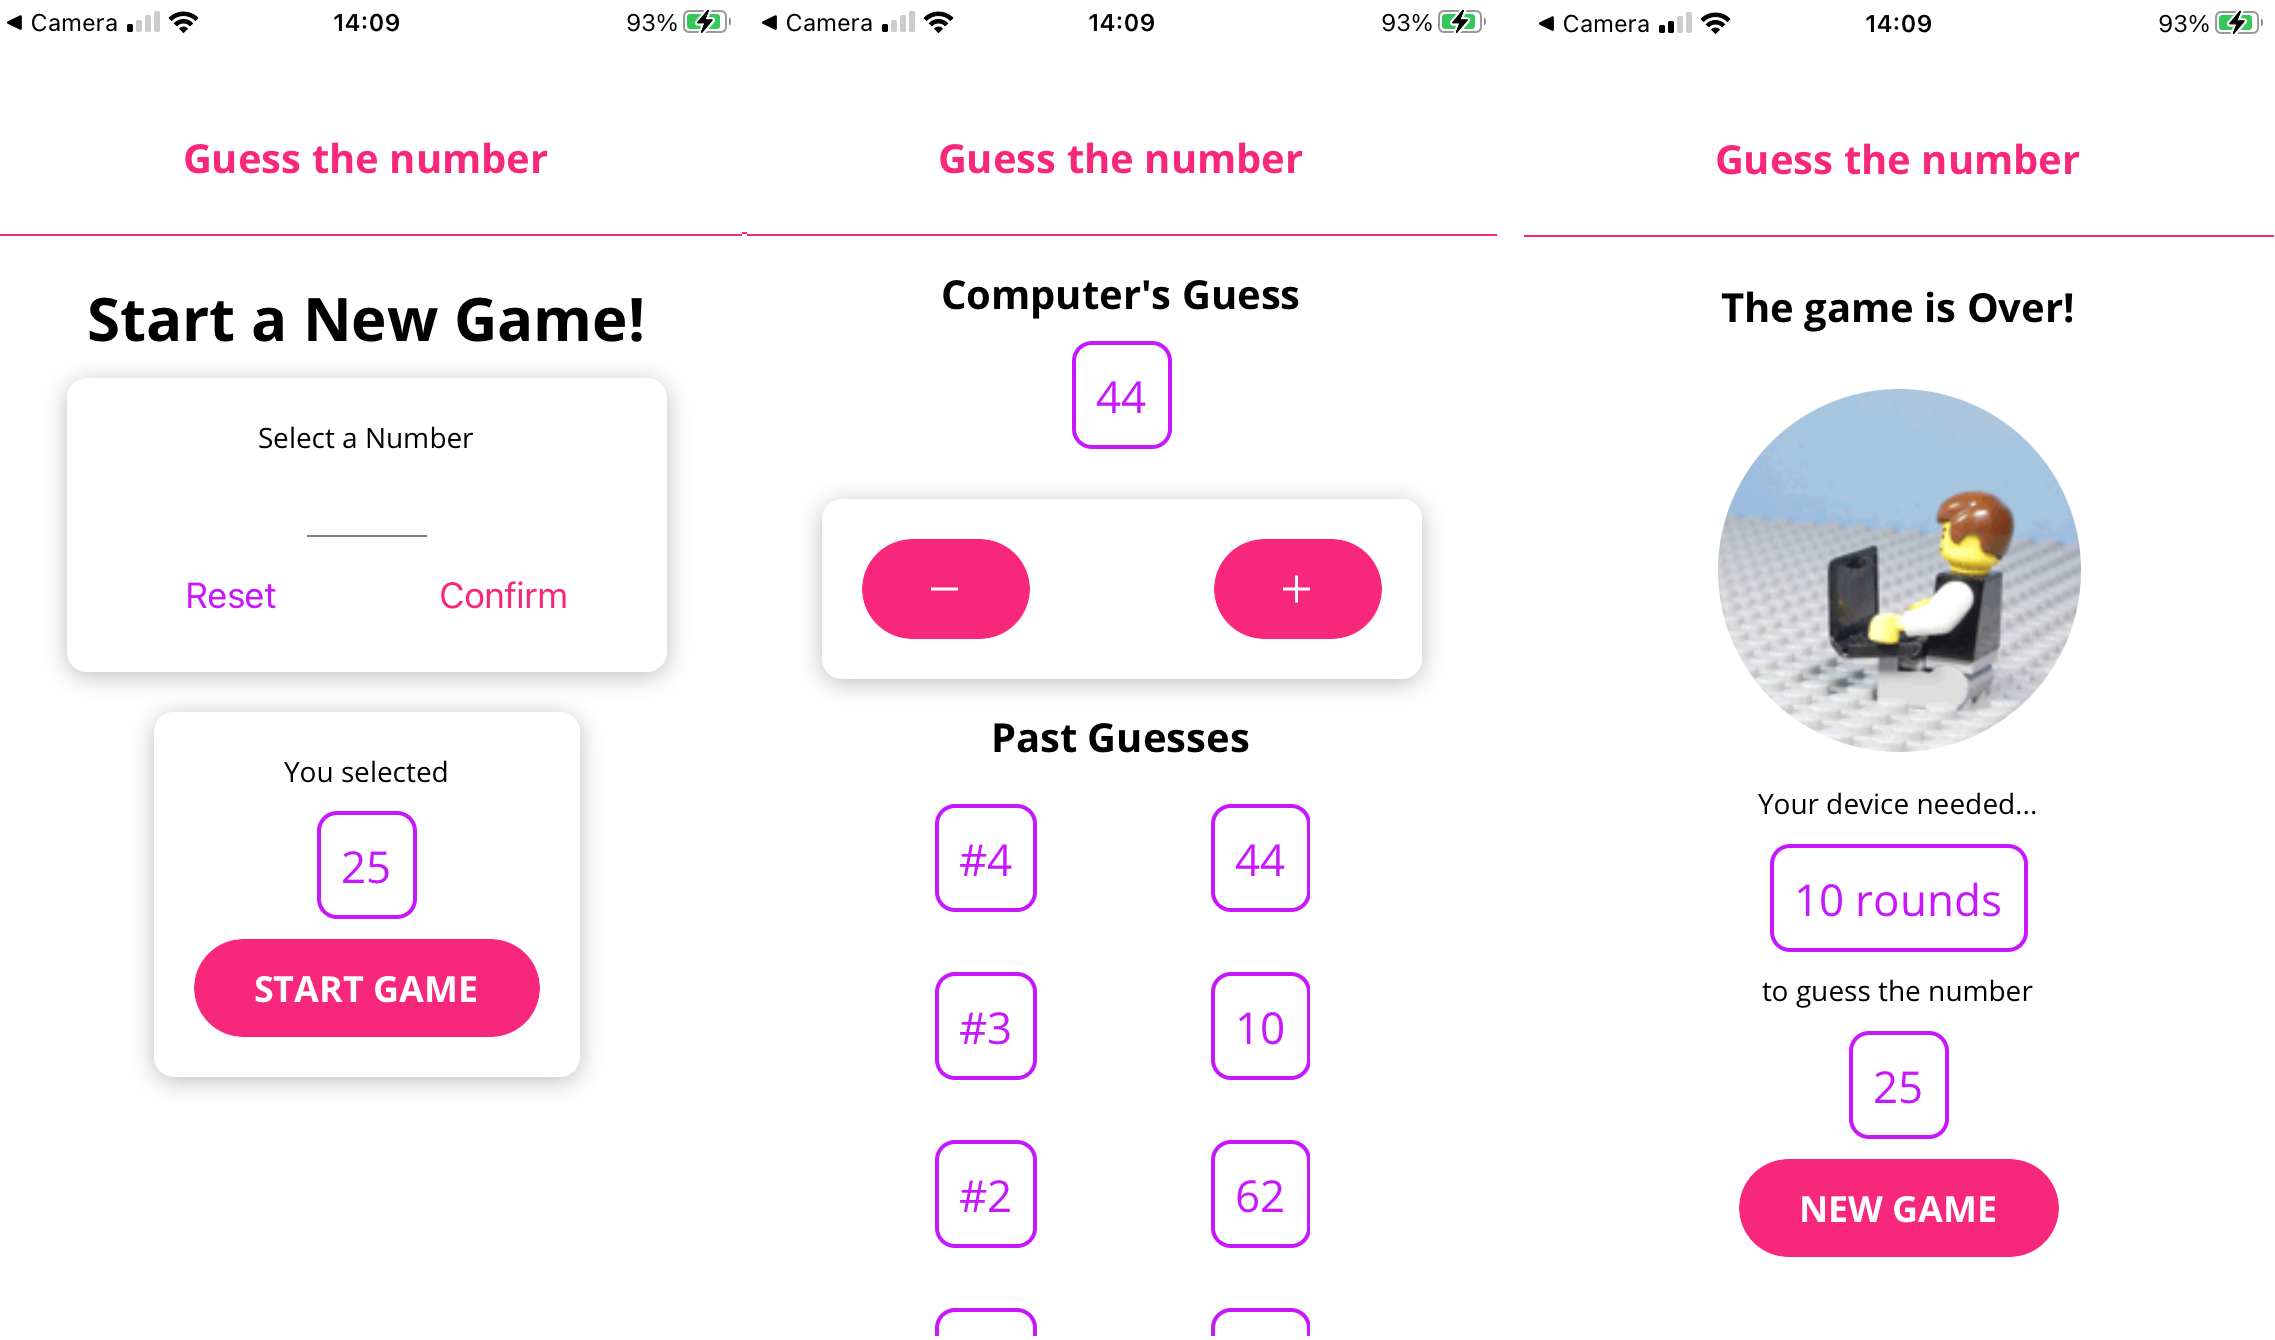 Camera 14:09 93%
Guess the number
Start a New Game!
Select a Number
Reset Confirm
You selected
25
START GAME
Camera 14:09 93%
Guess the number
Computer's Guess
44
− +
Past Guesses
#4 44
#3 10
#2 62
Camera 14:09 93%
Guess the number
The game is Over!
Your device needed...
10 rounds
to guess the number
25
NEW GAME